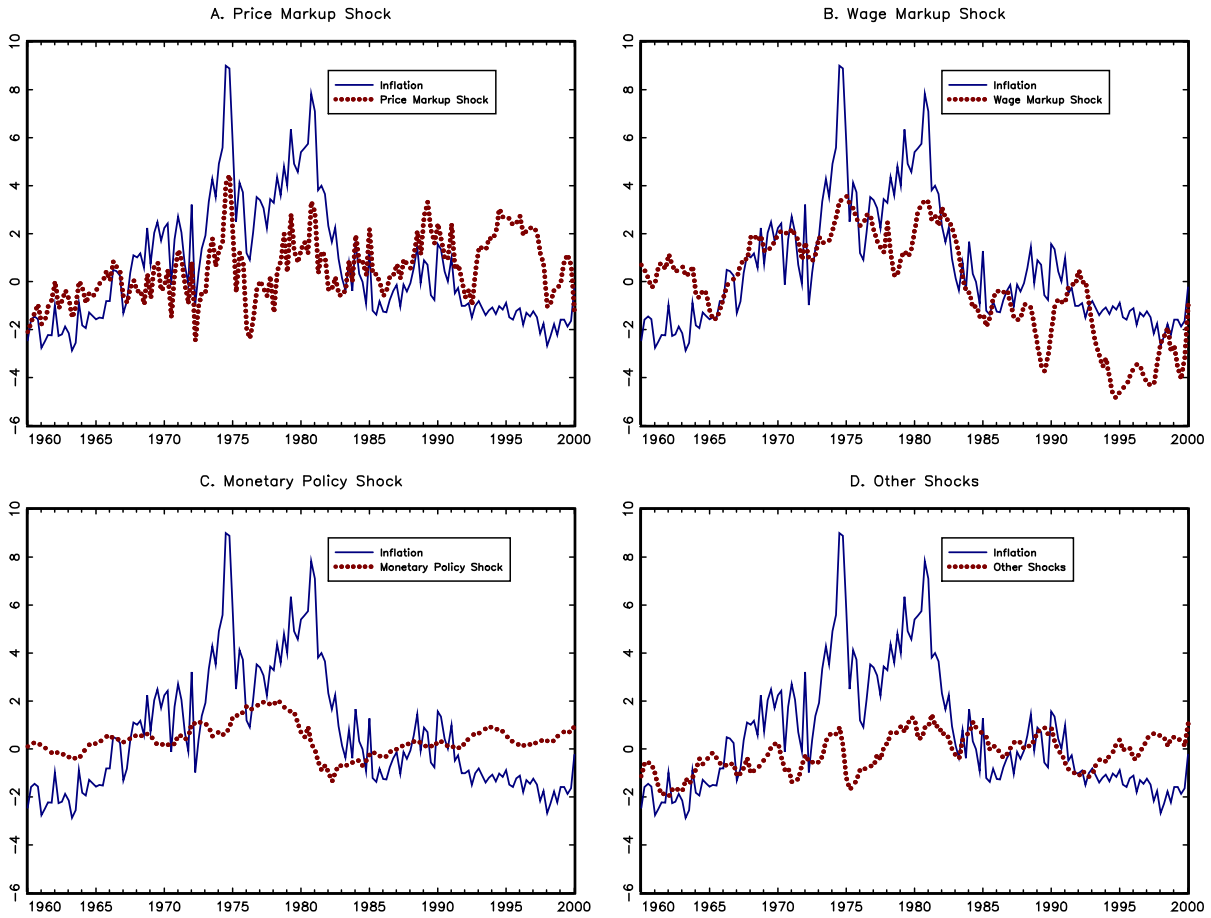 A. Price Markup Shock
10
8
6
4
2
0
−2
−4
−6
Inflation
Price Markup Shock
1960 1965 1970 1975 1980 1985 1990 1995 2000
B. Wage Markup Shock
10
8
6
4
2
0
−2
−4
−6
Inflation
Wage Markup Shock
1960 1965 1970 1975 1980 1985 1990 1995 2000
C. Monetary Policy Shock
10
8
6
4
2
0
−2
−4
−6
Inflation
Monetary Policy Shock
1960 1965 1970 1975 1980 1985 1990 1995 2000
D. Other Shocks
10
8
6
4
2
0
−2
−4
−6
Inflation
Other Shocks
1960 1965 1970 1975 1980 1985 1990 1995 2000